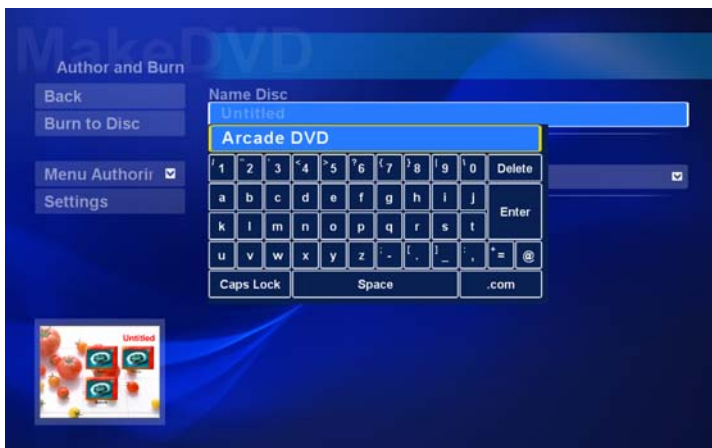 MakeDVD
Author and Burn
Back
Name Disc
Untitled
Burn to Disc
Arcade DVD
/ 1 " 2 ' 3 < 4 > 5 ? 6 { 7 } 8 | 9 \ 0 Delete
Menu Authorir
a b c d e f g h i j
Settings
Enter
k l m n o p q r s t
u v w x y z ; - [ . ] _ : , + = @
Caps Lock Space .com
Untitled